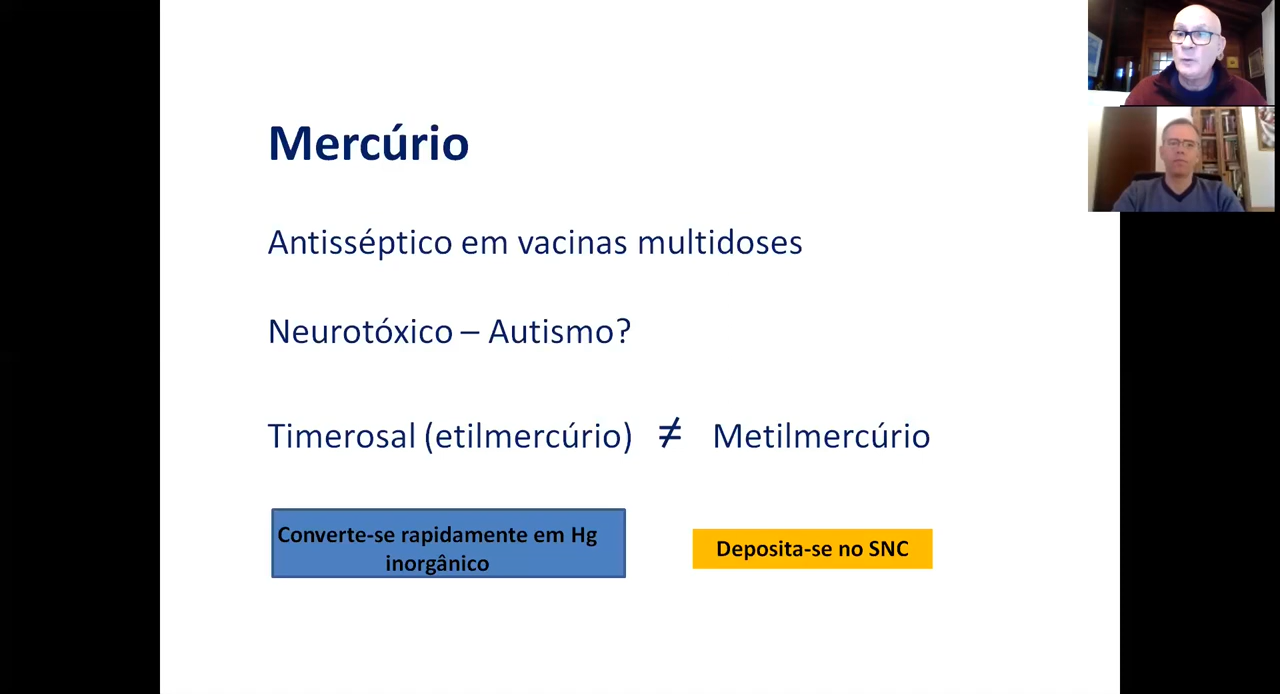 Mercúrio
Antisséptico em vacinas multidoses
Neurotóxico – Autismo?
Timerosal (etilmercúrio) ≠ Metilmercúrio
Converte-se rapidamente em Hg
inorgânico
Deposita-se no SNC